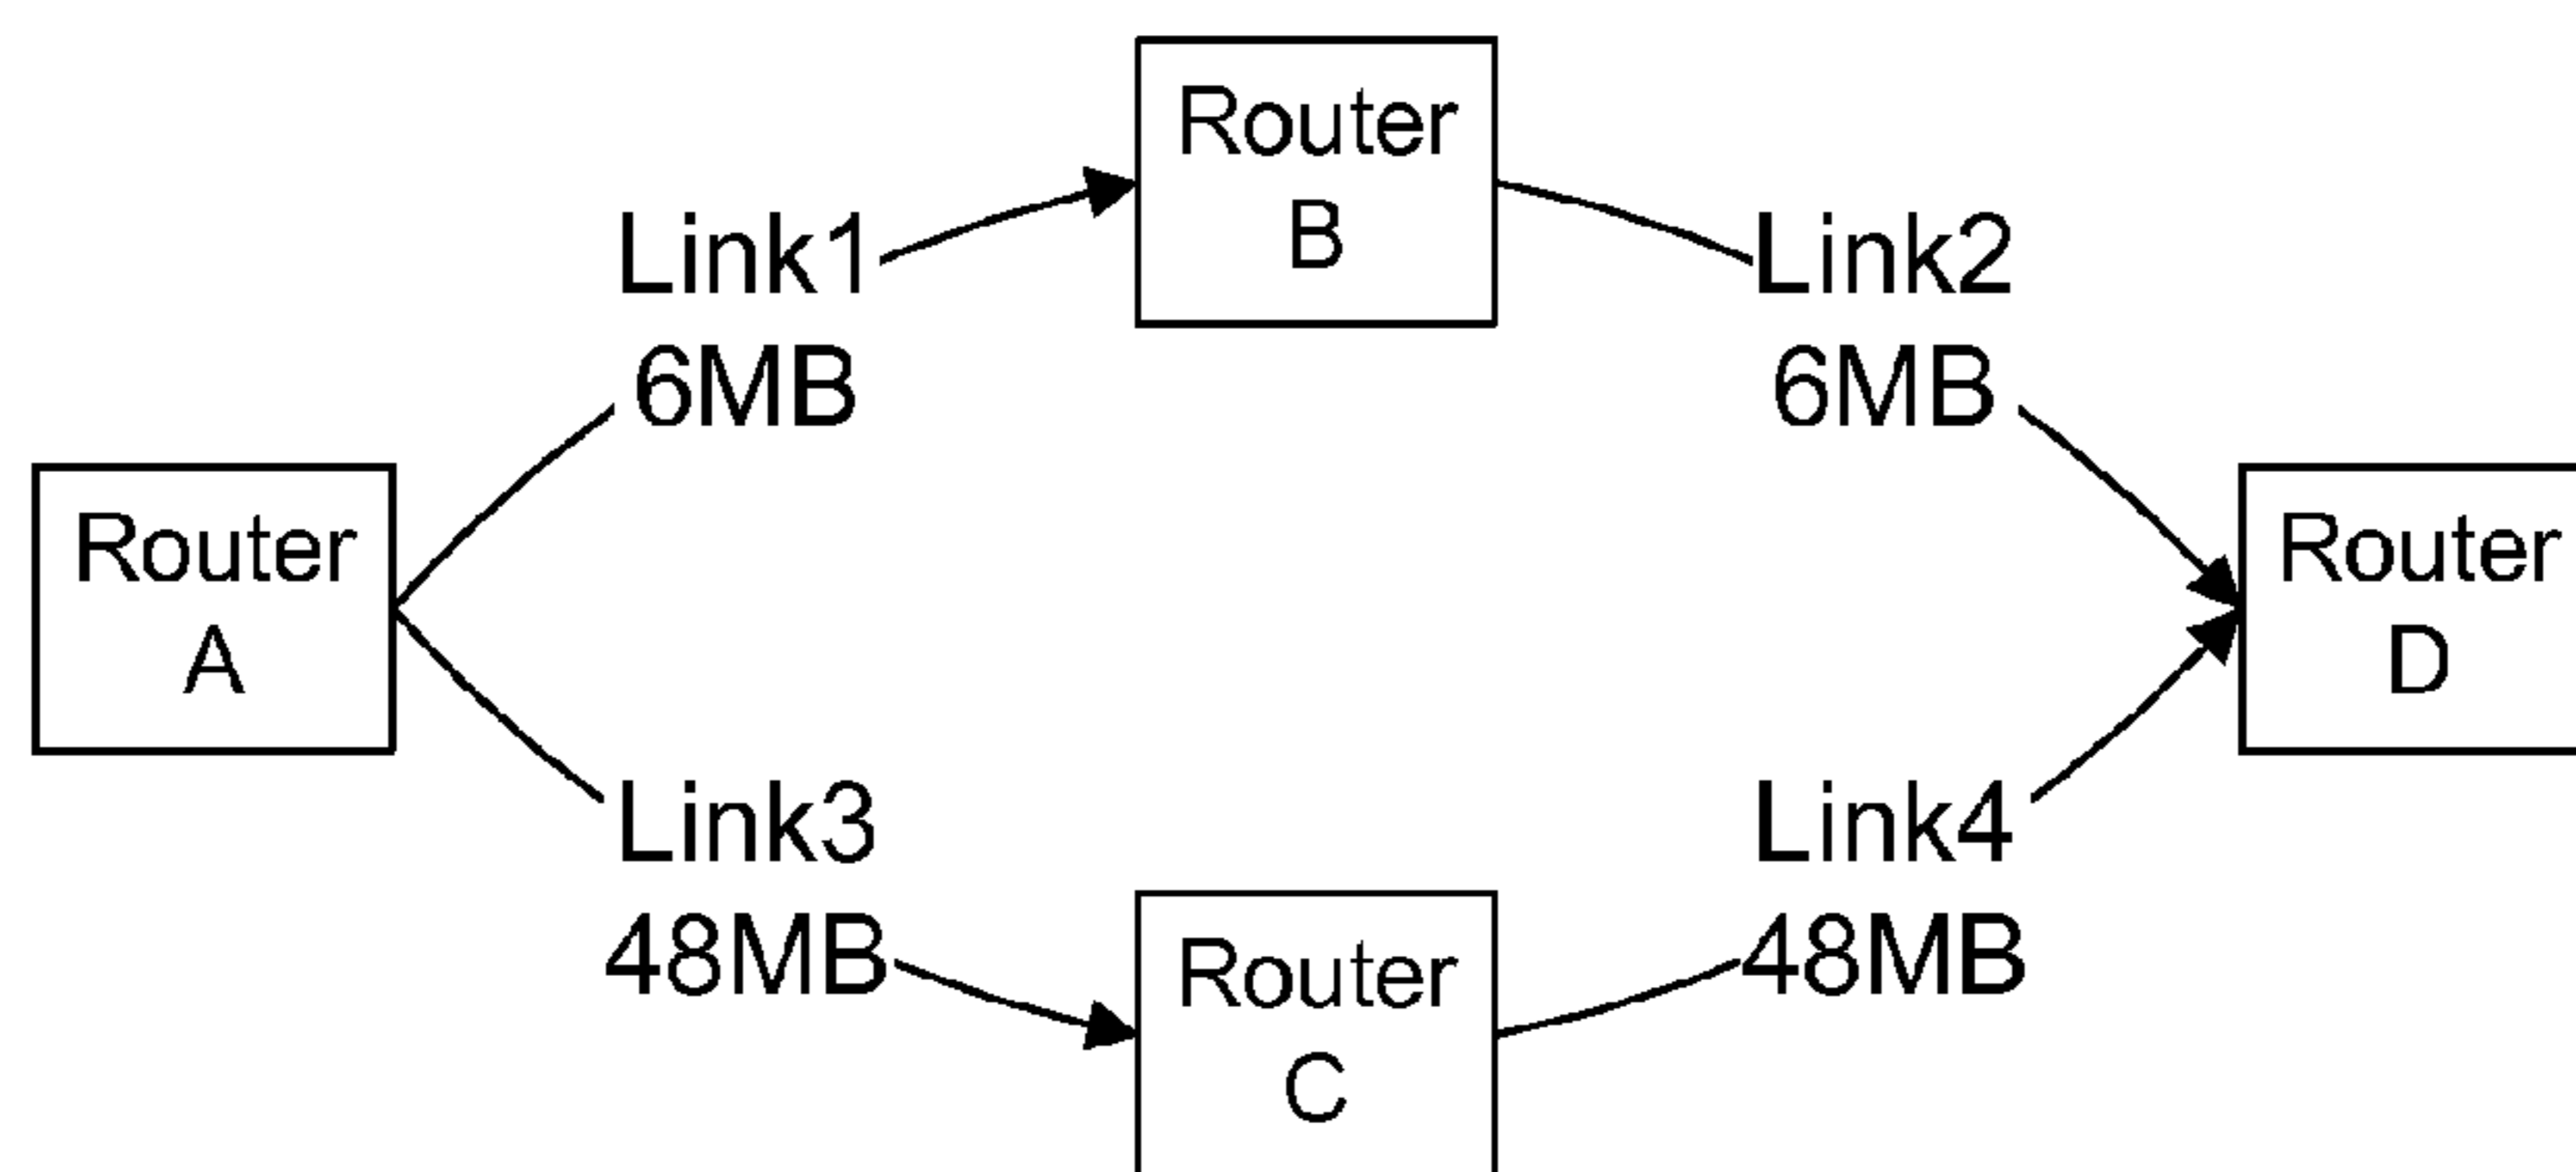 Router
B
Link1
6MB
Link2
6MB
Router
A
Router
D
Link3
48MB
Link4
48MB
Router
C